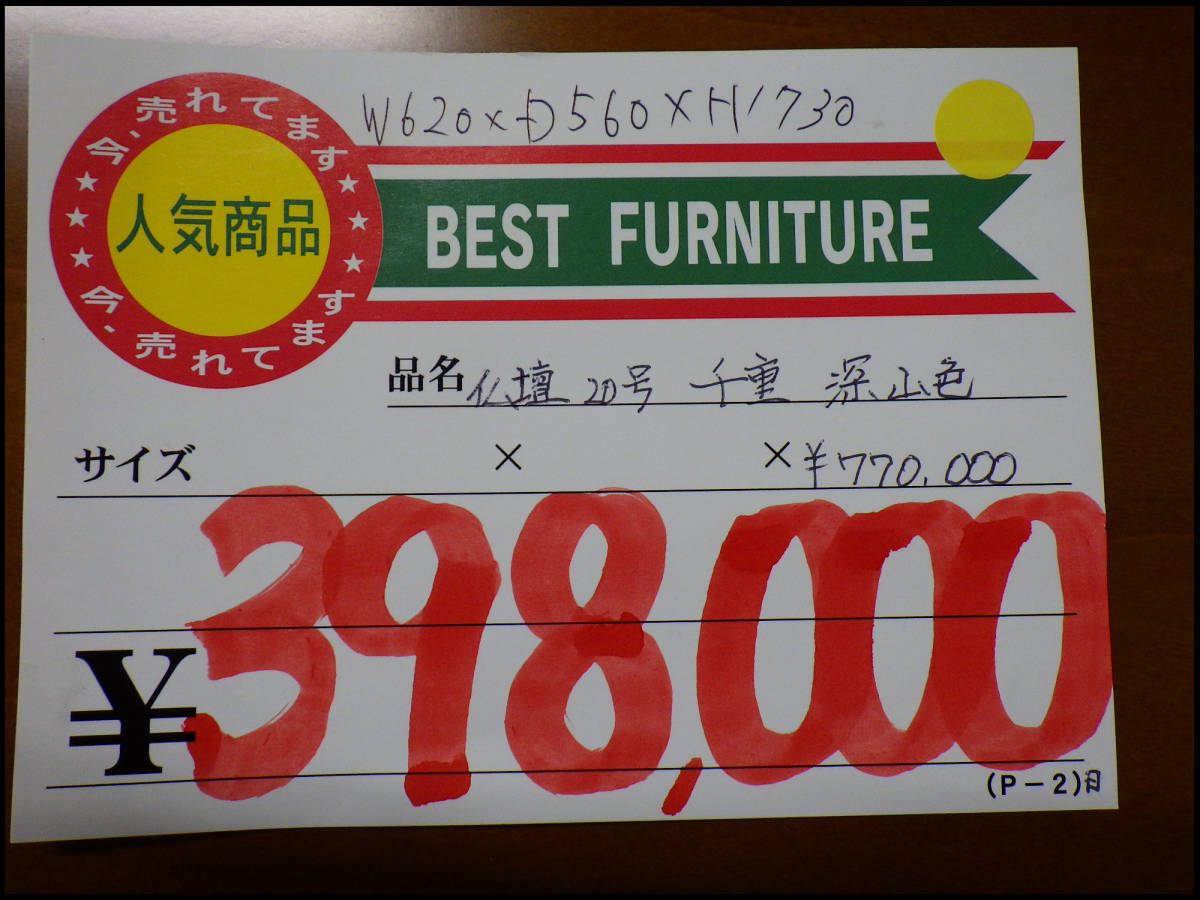 W620×D560×H1730
今、売れてます
人気商品
今、売れてます
BEST FURNITURE
品名 仏壇 20号 千重 深山色
サイズ × × ¥770,000
¥398,000
(P-2)